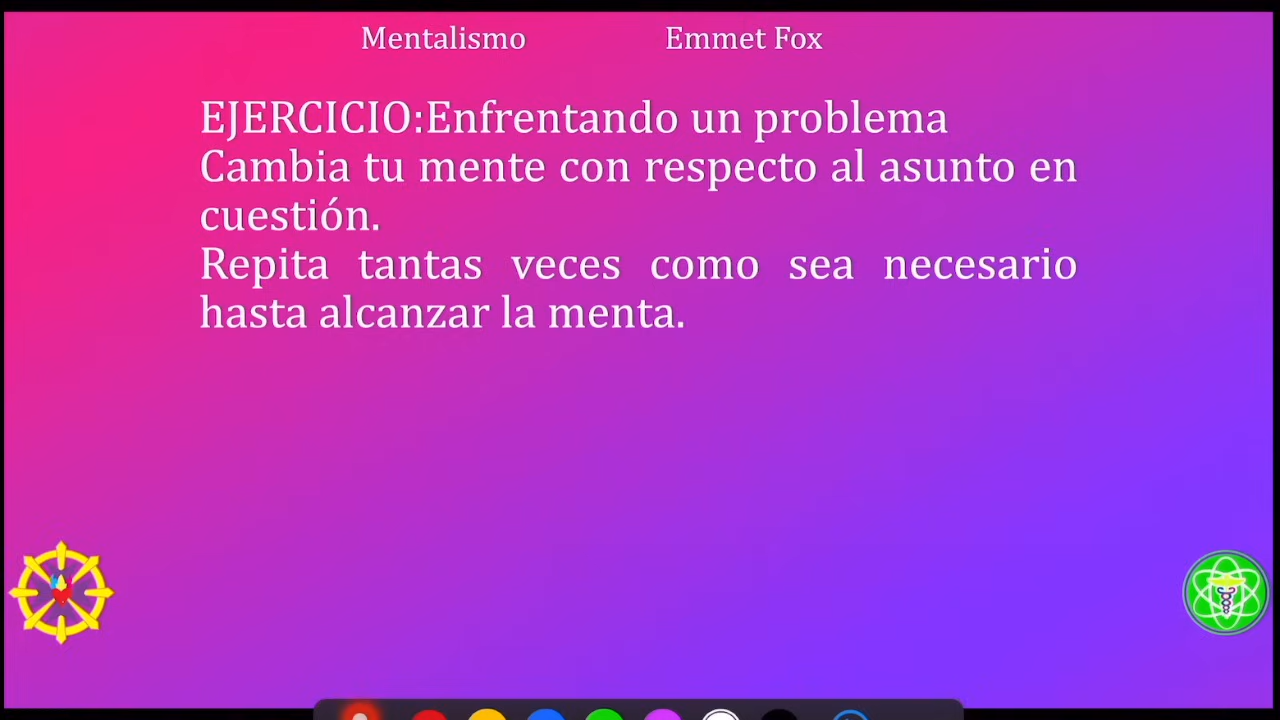 Mentalismo Emmet Fox
EJERCICIO:Enfrentando un problema
Cambia tu mente con respecto al asunto en
cuestión.
Repita tantas veces como sea necesario
hasta alcanzar la menta.